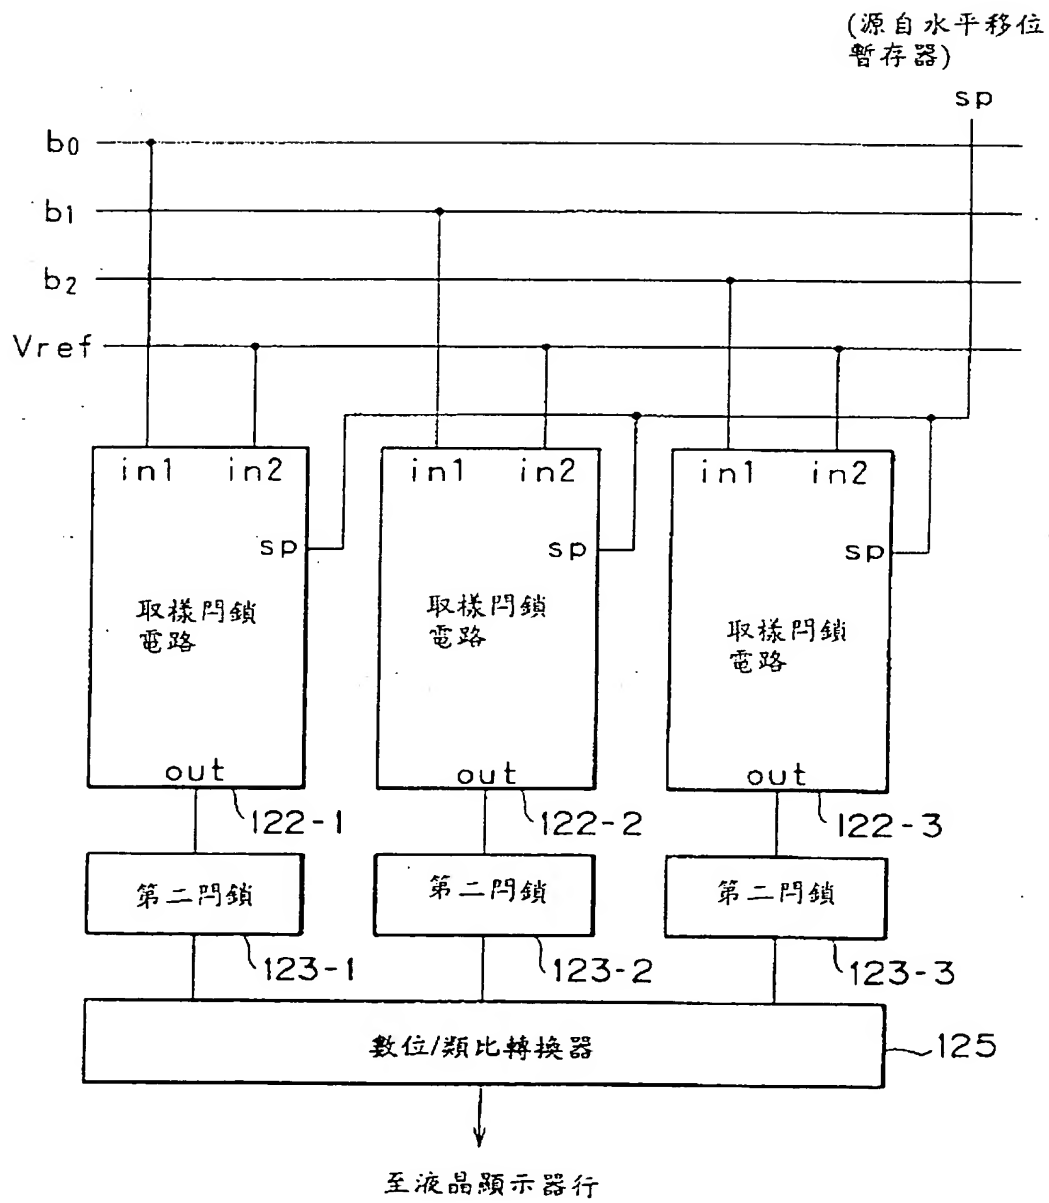 (源自水平移位
暫存器)
sp
b0
b1
b2
Vref
in1 in2
in1 in2
in1 in2
sp
sp
sp
取樣閂鎖
電路
取樣閂鎖
電路
取樣閂鎖
電路
out
out
out
122-1
122-2
122-3
第二閂鎖
第二閂鎖
第二閂鎖
123-1
123-2
123-3
數位/類比轉換器
125
至液晶顯示器行